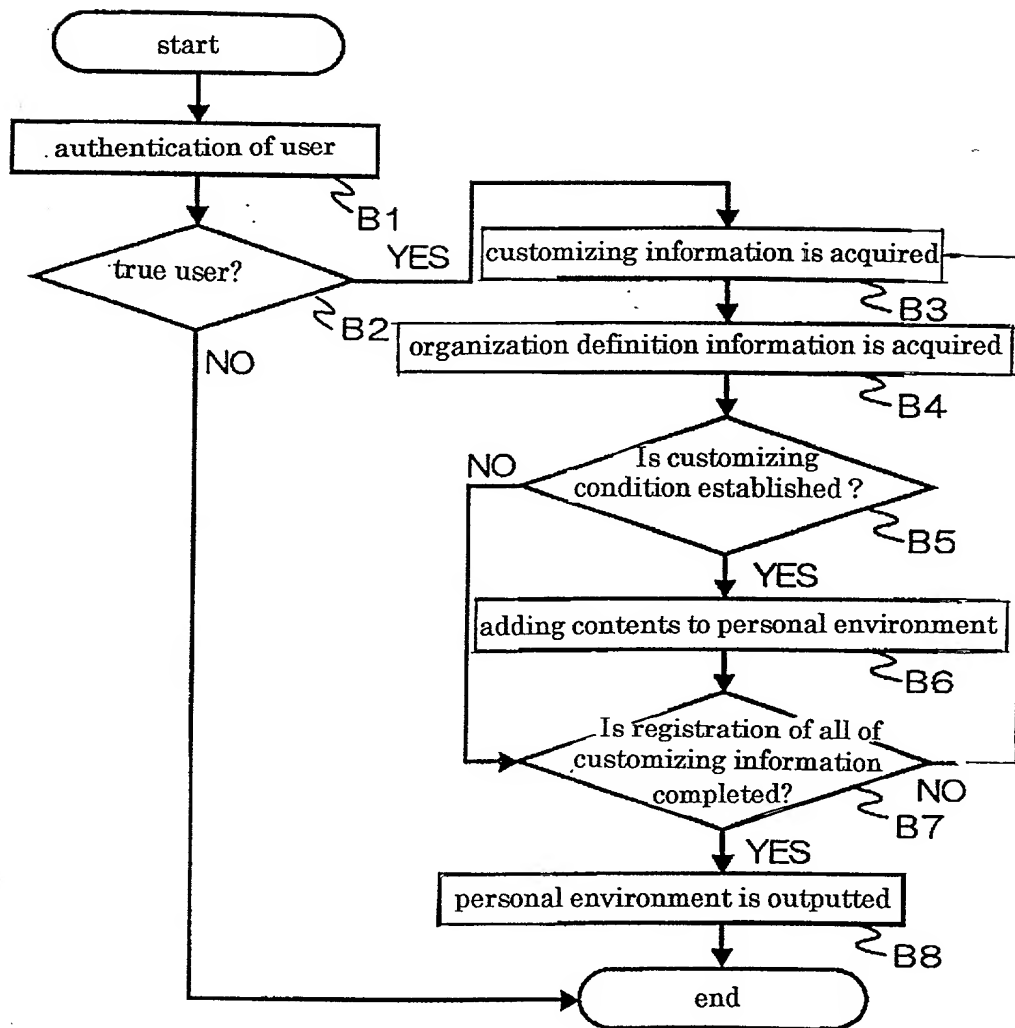 start
authentication of user
B1
true user?
YES
B2
NO
customizing information is acquired
B3
organization definition information is acquired
B4
NO
Is customizing
condition established ?
B5
YES
adding contents to personal environment
B6
Is registration of all of
customizing information
completed?
NO
B7
YES
personal environment is outputted
B8
end